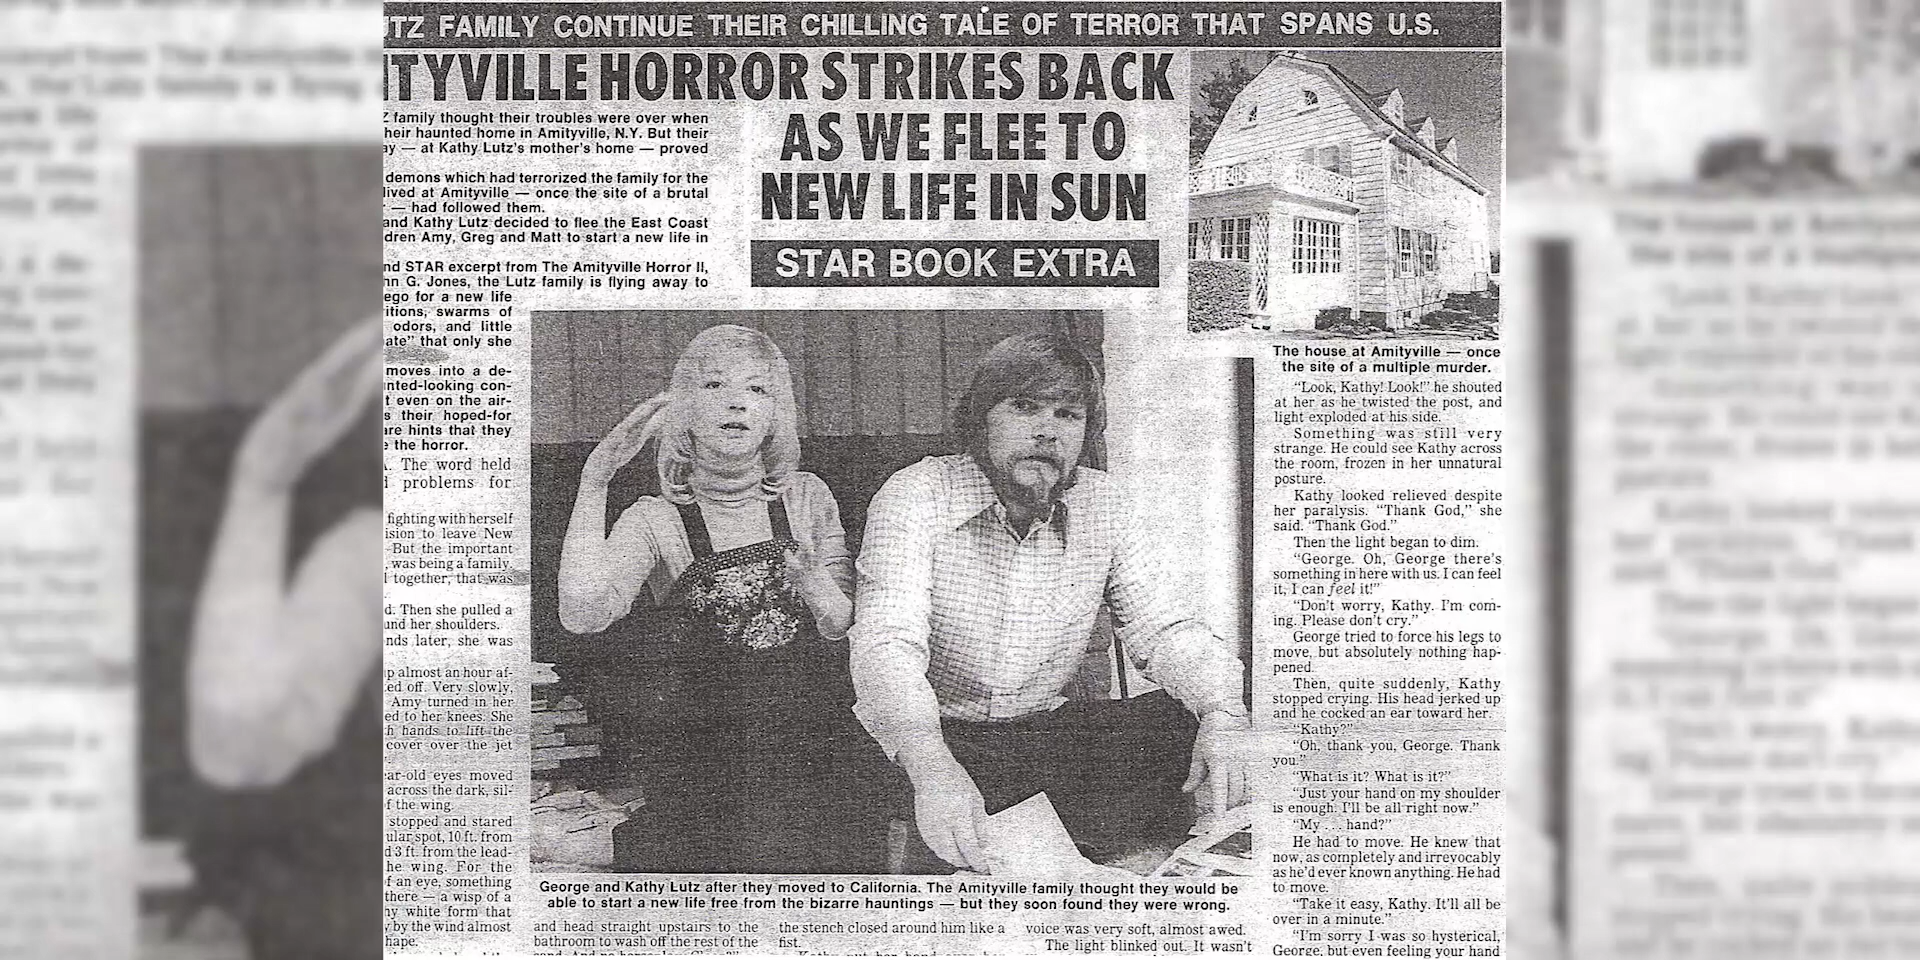 UTZ FAMILY CONTINUE THEIR CHILLING TALE OF TERROR THAT SPANS U.S.
ITYVILLE HORROR STRIKES BACK
AS WE FLEE TO
NEW LIFE IN SUN
STAR BOOK EXTRA
Z family thought their troubles were over when
heir haunted home in Amityville, N.Y. But their
ay — at Kathy Lutz's mother's home — proved
demons which had terrorized the family for the
lived at Amityville — once the site of a brutal
— had followed them.
and Kathy Lutz decided to flee the East Coast
dren Amy, Greg and Matt to start a new life in
nd STAR excerpt from The Amityville Horror II,
hn G. Jones, the Lutz family is flying away to
ego for a new life
itions, swarms of
odors, and little
ate" that only she
moves into a de-
nted-looking con-
t even on the air-
s their hoped-for
are hints that they
e the horror.
. The word held
problems for
fighting with herself
ision to leave New
But the important
, was being a family.
together, that was
d. Then she pulled a
und her shoulders.
nds later, she was
p almost an hour af-
ed off. Very slowly,
Amy turned in her
ed to her knees. She
h hands to lift the
cover over the jet
ar-old eyes moved
across the dark, sil-
f the wing.
stopped and stared
ular spot, 10 ft. from
d 3 ft. from the lead-
he wing. For the
f an eye, something
there — a wisp of a
ny white form that
y by the wind almost
hape.
George and Kathy Lutz after they moved to California. The Amityville family thought they would be
able to start a new life free from the bizarre hauntings — but they soon found they were wrong.
and head straight upstairs to the
bathroom to wash off the rest of the
the stench closed around him like a
fist.
voice was very soft, almost awed.
The light blinked out. It wasn't
The house at Amityville — once
the site of a multiple murder.
"Look, Kathy! Look!" he shouted
at her as he twisted the post, and
light exploded at his side.
Something was still very
strange. He could see Kathy across
the room, frozen in her unnatural
posture.
Kathy looked relieved despite
her paralysis. "Thank God," she
said. "Thank God."
Then the light began to dim.
"George. Oh, George there's
something in here with us. I can feel
it, I can feel it!"
"Don't worry, Kathy. I'm com-
ing. Please don't cry."
George tried to force his legs to
move, but absolutely nothing hap-
pened.
Then, quite suddenly, Kathy
stopped crying. His head jerked up
and he cocked an ear toward her.
"Kathy?"
"Oh, thank you, George. Thank
you."
"What is it? What is it?"
"Just your hand on my shoulder
is enough. I'll be all right now."
"My . . . hand?"
He had to move. He knew that
now, as completely and irrevocably
as he'd ever known anything. He had
to move.
"Take it easy, Kathy. It'll all be
over in a minute."
"I'm sorry I was so hysterical,
George, but even feeling your hand